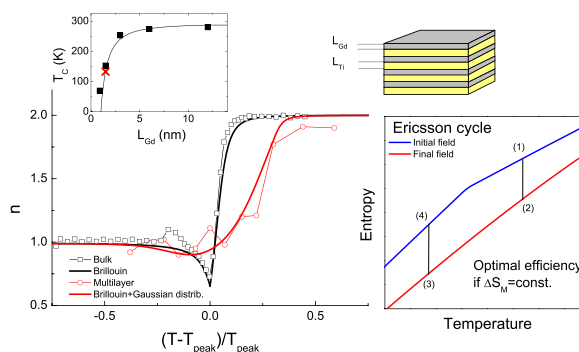 300
200
100
0
T_C (K)
0
5
10
L_Gd (nm)
2.0
1.5
1.0
0.5
n
Bulk
Brillouin
Multilayer
Brillouin+Gaussian distrib.
-0.5
0.0
0.5
(T-T_peak)/T_peak
L_Gd
L_Ti
Ericsson cycle
Initial field
Final field
(1)
(2)
(4)
(3)
Optimal efficiency
if ΔS_M=const.
Entropy
Temperature